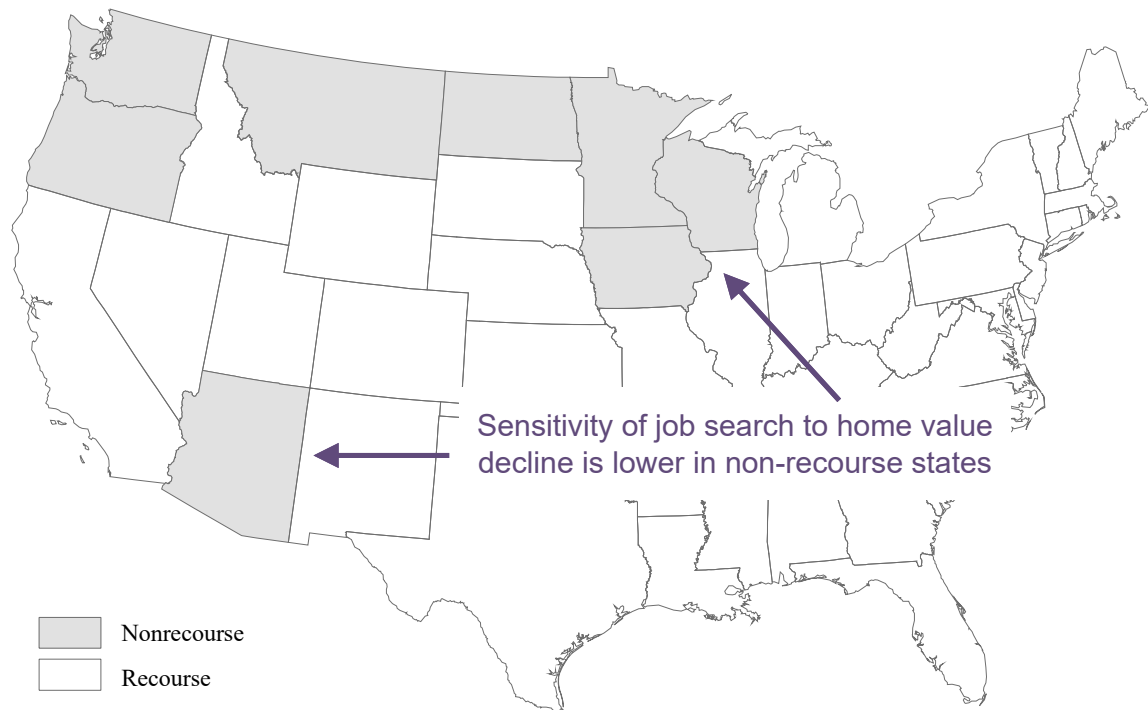 Sensitivity of job search to home value
decline is lower in non-recourse states
Nonrecourse
Recourse